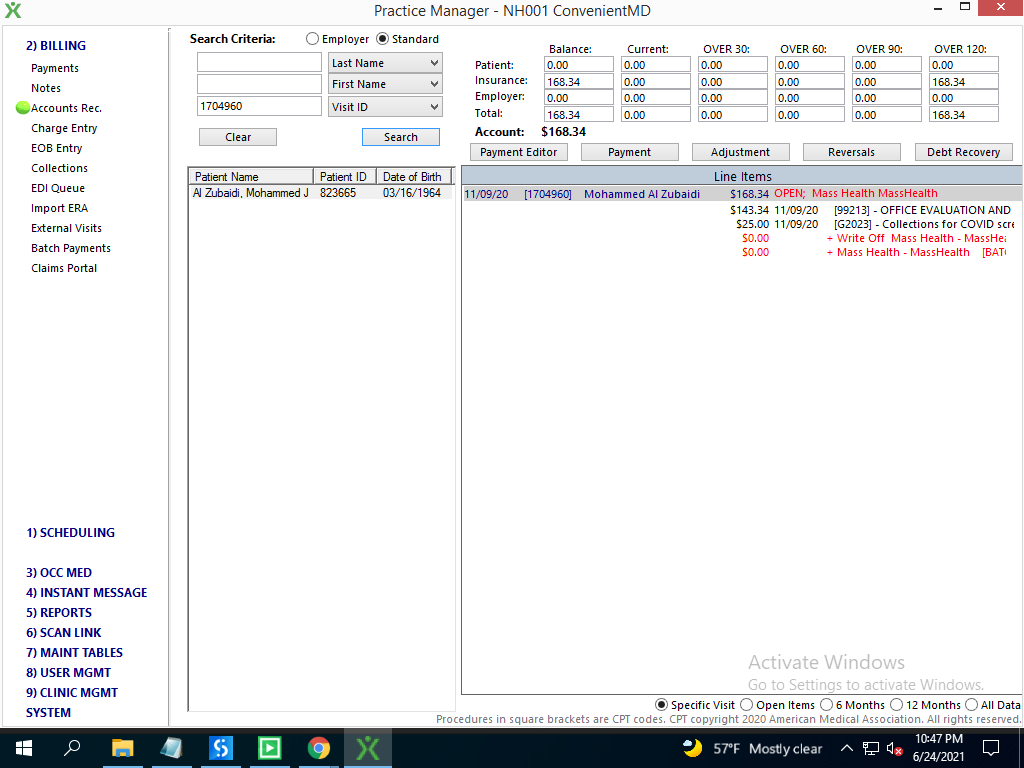 Practice Manager - NH001 ConvenientMD
2) BILLING
Payments
Notes
Accounts Rec.
Charge Entry
EOB Entry
Collections
EDI Queue
Import ERA
External Visits
Batch Payments
Claims Portal
1) SCHEDULING
3) OCC MED
4) INSTANT MESSAGE
5) REPORTS
6) SCAN LINK
7) MAINT TABLES
8) USER MGMT
9) CLINIC MGMT
SYSTEM
Search Criteria: Employer Standard
Last Name
First Name
1704960 Visit ID
Clear Search
Patient Name Patient ID Date of Birth
Al Zubaidi, Mohammed J 823665 03/16/1964
Balance: Current: OVER 30: OVER 60: OVER 90: OVER 120:
Patient: 0.00 0.00 0.00 0.00 0.00 0.00
Insurance: 168.34 0.00 0.00 0.00 0.00 168.34
Employer: 0.00 0.00 0.00 0.00 0.00 0.00
Total: 168.34 0.00 0.00 0.00 0.00 168.34
Account: $168.34
Payment Editor Payment Adjustment Reversals Debt Recovery
Line Items
11/09/20 [1704960] Mohammed Al Zubaidi $168.34 OPEN; Mass Health MassHealth
$143.34 11/09/20 [99213] - OFFICE EVALUATION AND
$25.00 11/09/20 [G2023] - Collections for COVID scre
$0.00 + Write Off Mass Health - MassHea
$0.00 + Mass Health - MassHealth [BAT
Activate Windows
Go to Settings to activate Windows.
Specific Visit Open Items 6 Months 12 Months All Data
Procedures in square brackets are CPT codes. CPT copyright 2020 American Medical Association. All rights reserved.
57°F Mostly clear
10:47 PM
6/24/2021